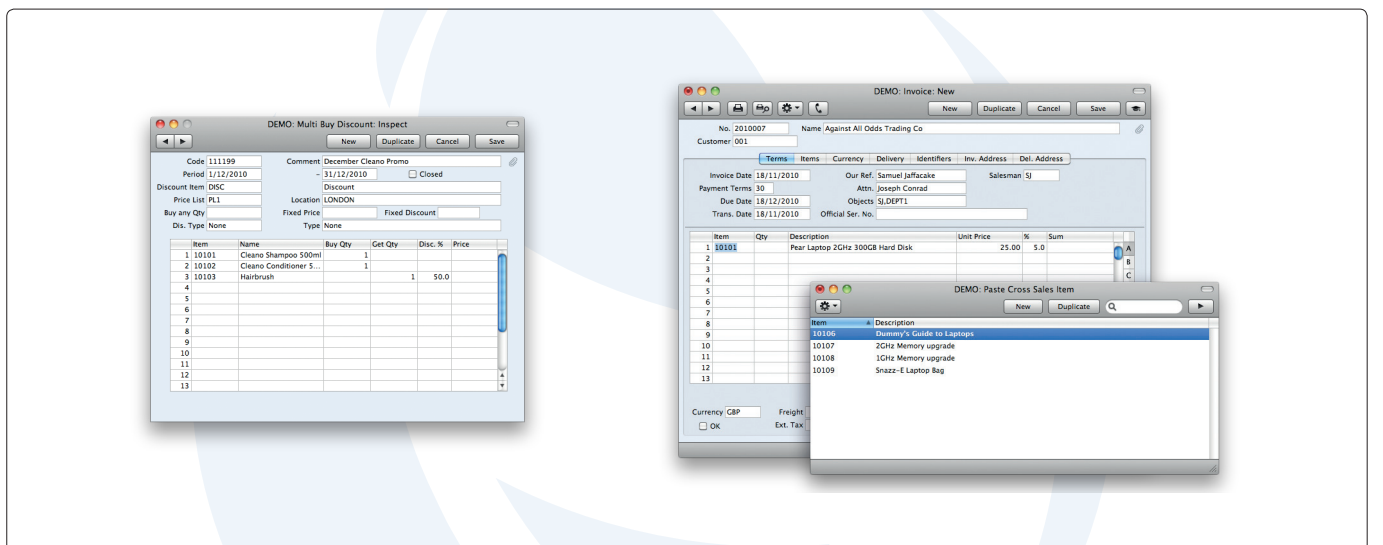 DEMO: Multi Buy Discount: Inspect
New Duplicate Cancel Save
Code 111199 Comment December Cleano Promo
Period 1/12/2010 – 31/12/2010 Closed
Discount Item DISC Discount
Price List PL1 Location LONDON
Buy any Qty Fixed Price Fixed Discount
Dis. Type None Type None
Item Name Buy Qty Get Qty Disc. % Price
1 10101 Cleano Shampoo 500ml 1
2 10102 Cleano Conditioner 5... 1
3 10103 Hairbrush 1 50.0
4
5
6
7
8
9
10
11
12
13
DEMO: Invoice: New
New Duplicate Cancel Save
No. 2010007 Name Against All Odds Trading Co
Customer 001
Terms Items Currency Delivery Identifiers Inv. Address Del. Address
Invoice Date 18/11/2010 Our Ref. Samuel Jaffacake Salesman SJ
Payment Terms 30 Attn. Joseph Conrad
Due Date 18/12/2010 Objects SJ,DEPT1
Trans. Date 18/11/2010 Official Ser. No.
Item Qty Description Unit Price % Sum
1 10101 Pear Laptop 2GHz 300GB Hard Disk 25.00 5.0 A
2 B
3 C
4
5
6
7
8
9
10
11
12
13
Currency GBP Freight
OK Ext. Tax
DEMO: Paste Cross Sales Item
New Duplicate
Item Description
10106 Dummy's Guide to Laptops
10107 2GHz Memory upgrade
10108 1GHz Memory upgrade
10109 Snazz-E Laptop Bag